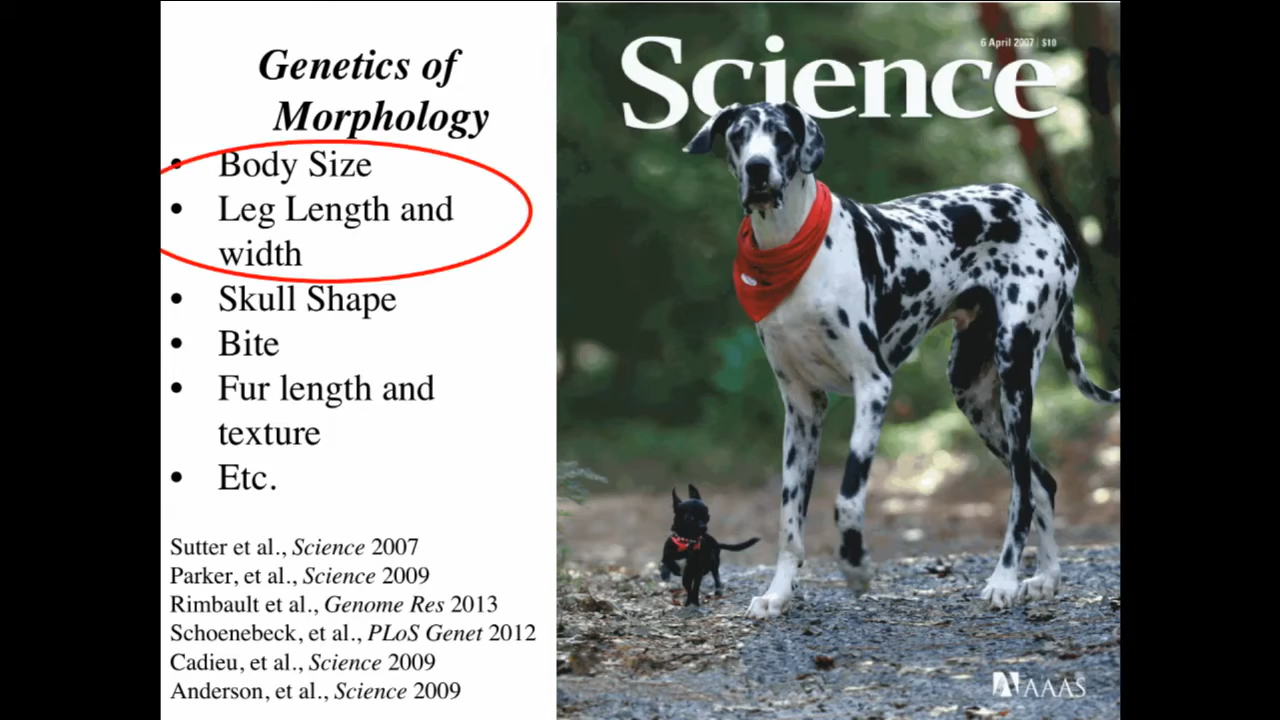 Genetics of
Morphology
• Body Size
• Leg Length and
width
• Skull Shape
• Bite
• Fur length and
texture
• Etc.
Sutter et al., Science 2007
Parker, et al., Science 2009
Rimbault et al., Genome Res 2013
Schoenebeck, et al., PLoS Genet 2012
Cadieu, et al., Science 2009
Anderson, et al., Science 2009
6 April 2007 | $10
Science
AAAS